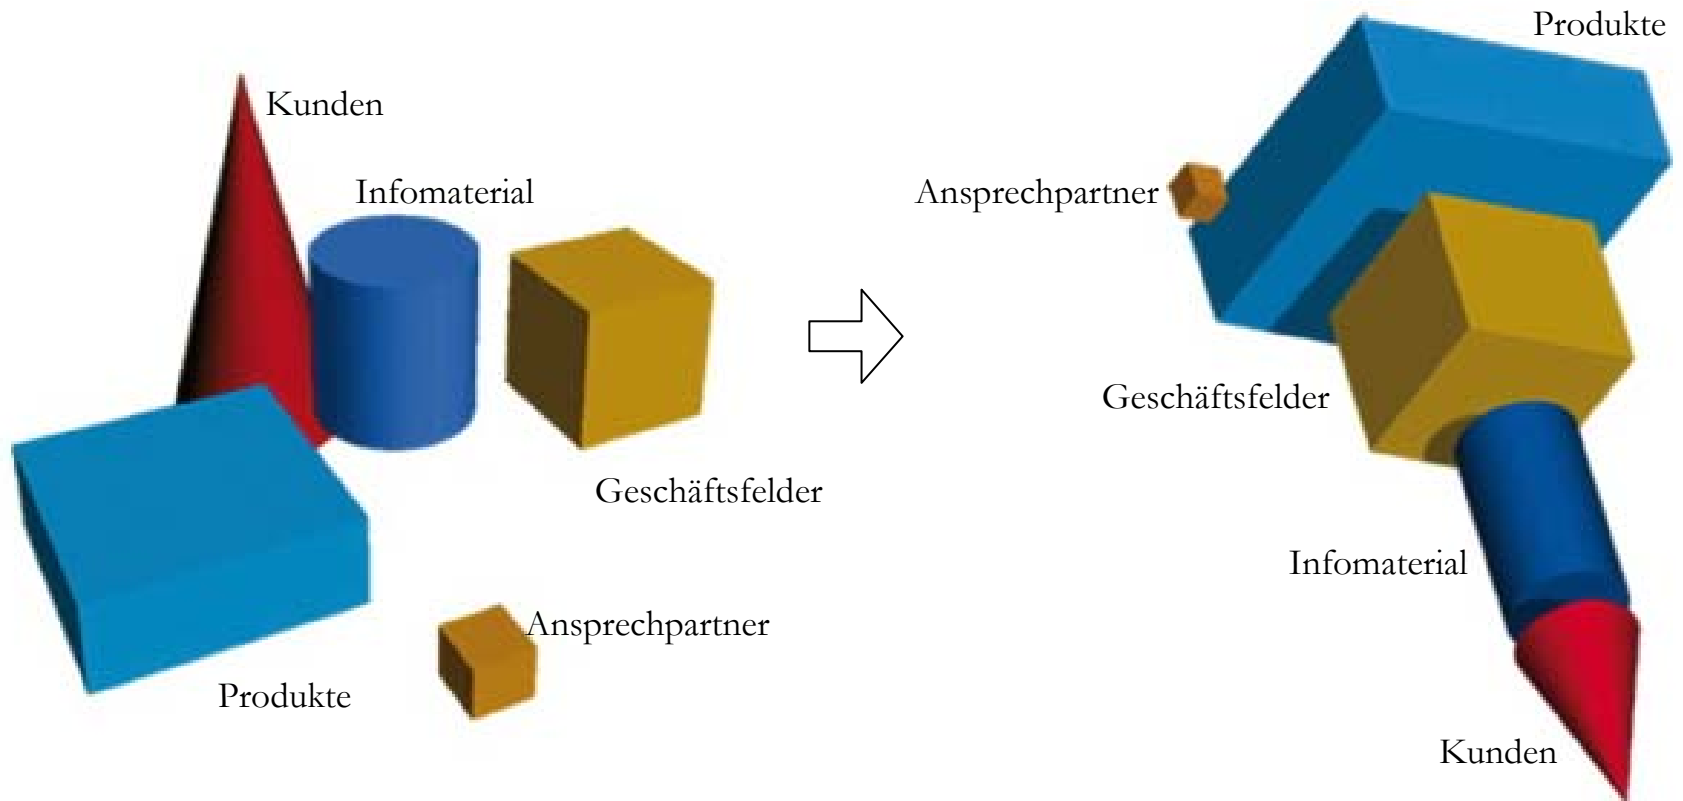 Kunden
Infomaterial
Geschäftsfelder
Ansprechpartner
Produkte
Produkte
Ansprechpartner
Geschäftsfelder
Infomaterial
Kunden